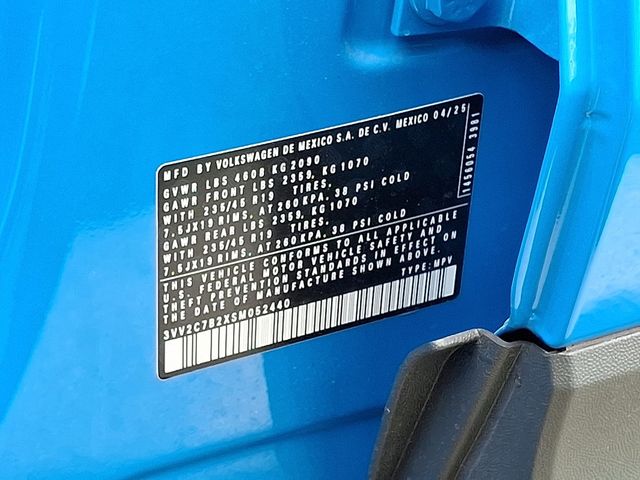 MFD BY VOLKSWAGEN DE MEXICO S.A. DE C.V. MEXICO 04/25
GVWR LBS 4608 KG 2090
GAWR FRONT LBS 2359, KG 1070
WITH 235/45 R19 TIRES,
7.5JX19 RIMS, AT 260 KPA, 38 PSI COLD
GAWR REAR LBS 2359, KG 1070
WITH 235/45 R19 TIRES,
7.5JX19 RIMS, AT 260 KPA, 38 PSI COLD
THIS VEHICLE CONFORMS TO ALL APPLICABLE
U.S. FEDERAL MOTOR VEHICLE SAFETY AND
THEFT PREVENTION STANDARDS IN EFFECT ON
THE DATE OF MANUFACTURE SHOWN ABOVE.
3VV2C7B2XSM052440 TYPE: MPV
1456054 3981